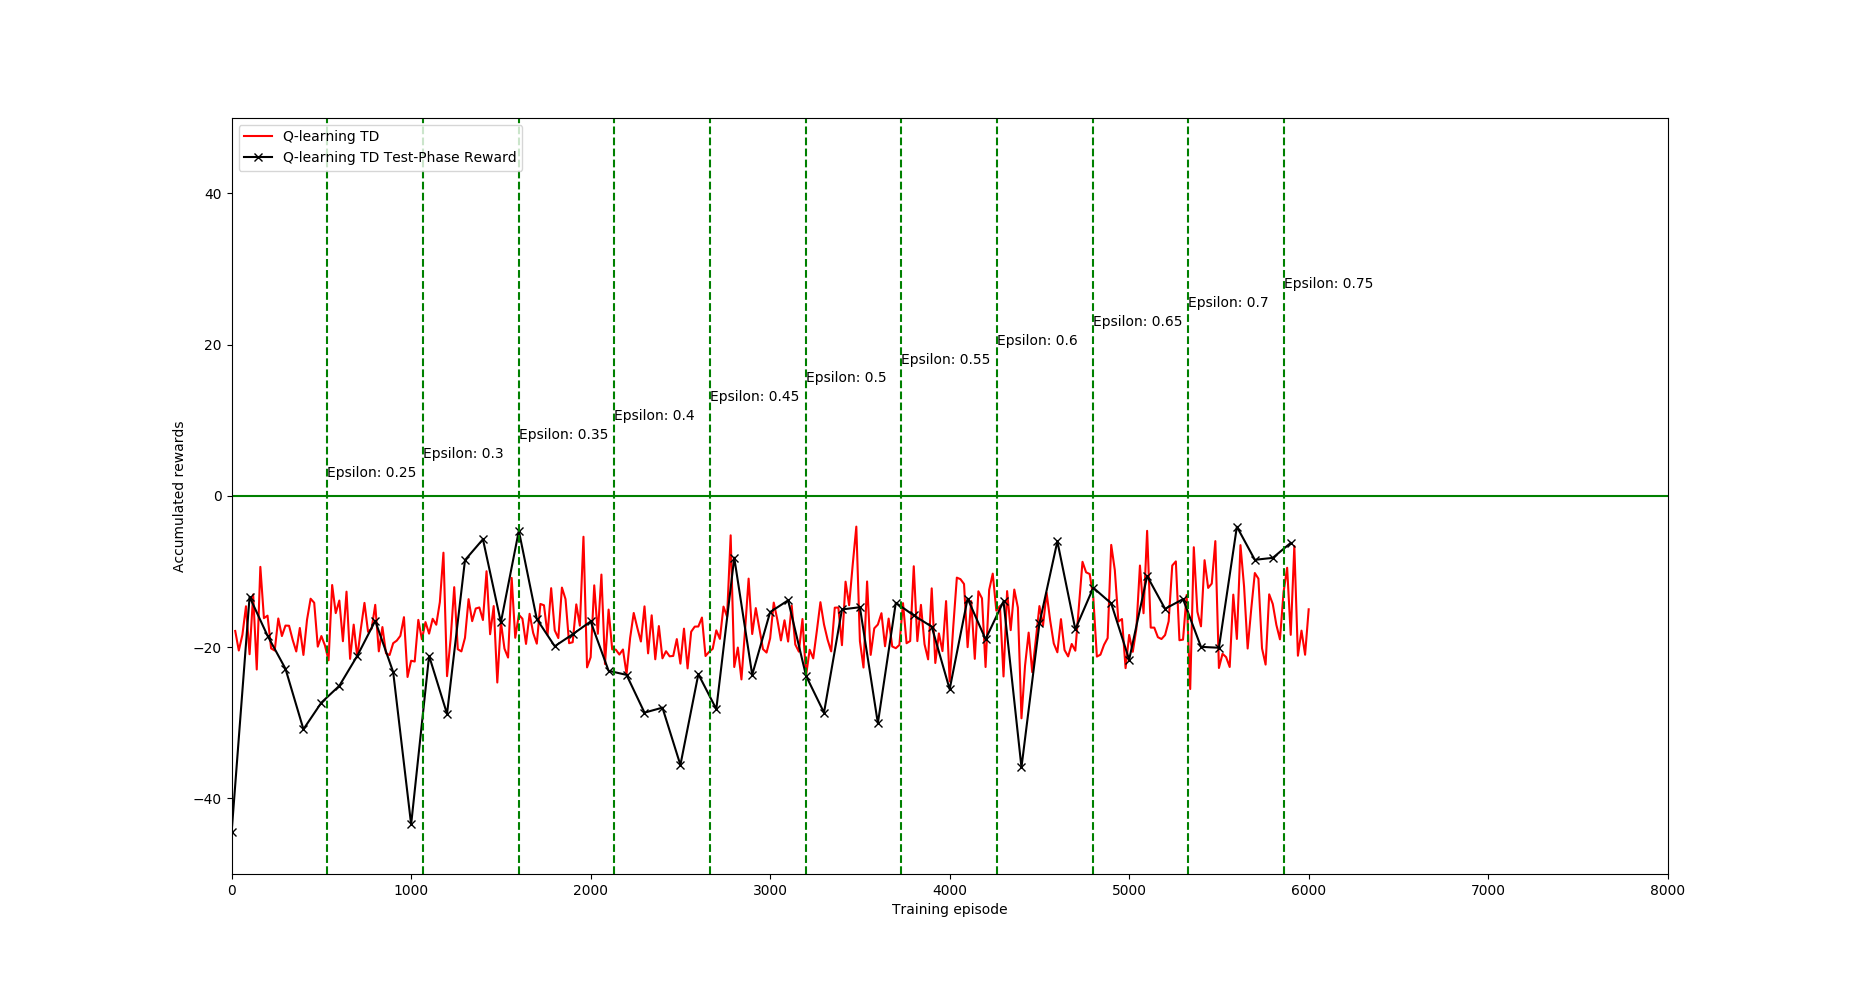 Q-learning TD
Q-learning TD Test-Phase Reward
40
20
0
−20
−40
Accumulated rewards
Epsilon: 0.25
Epsilon: 0.3
Epsilon: 0.35
Epsilon: 0.4
Epsilon: 0.45
Epsilon: 0.5
Epsilon: 0.55
Epsilon: 0.6
Epsilon: 0.65
Epsilon: 0.7
Epsilon: 0.75
0 1000 2000 3000 4000 5000 6000 7000 8000
Training episode